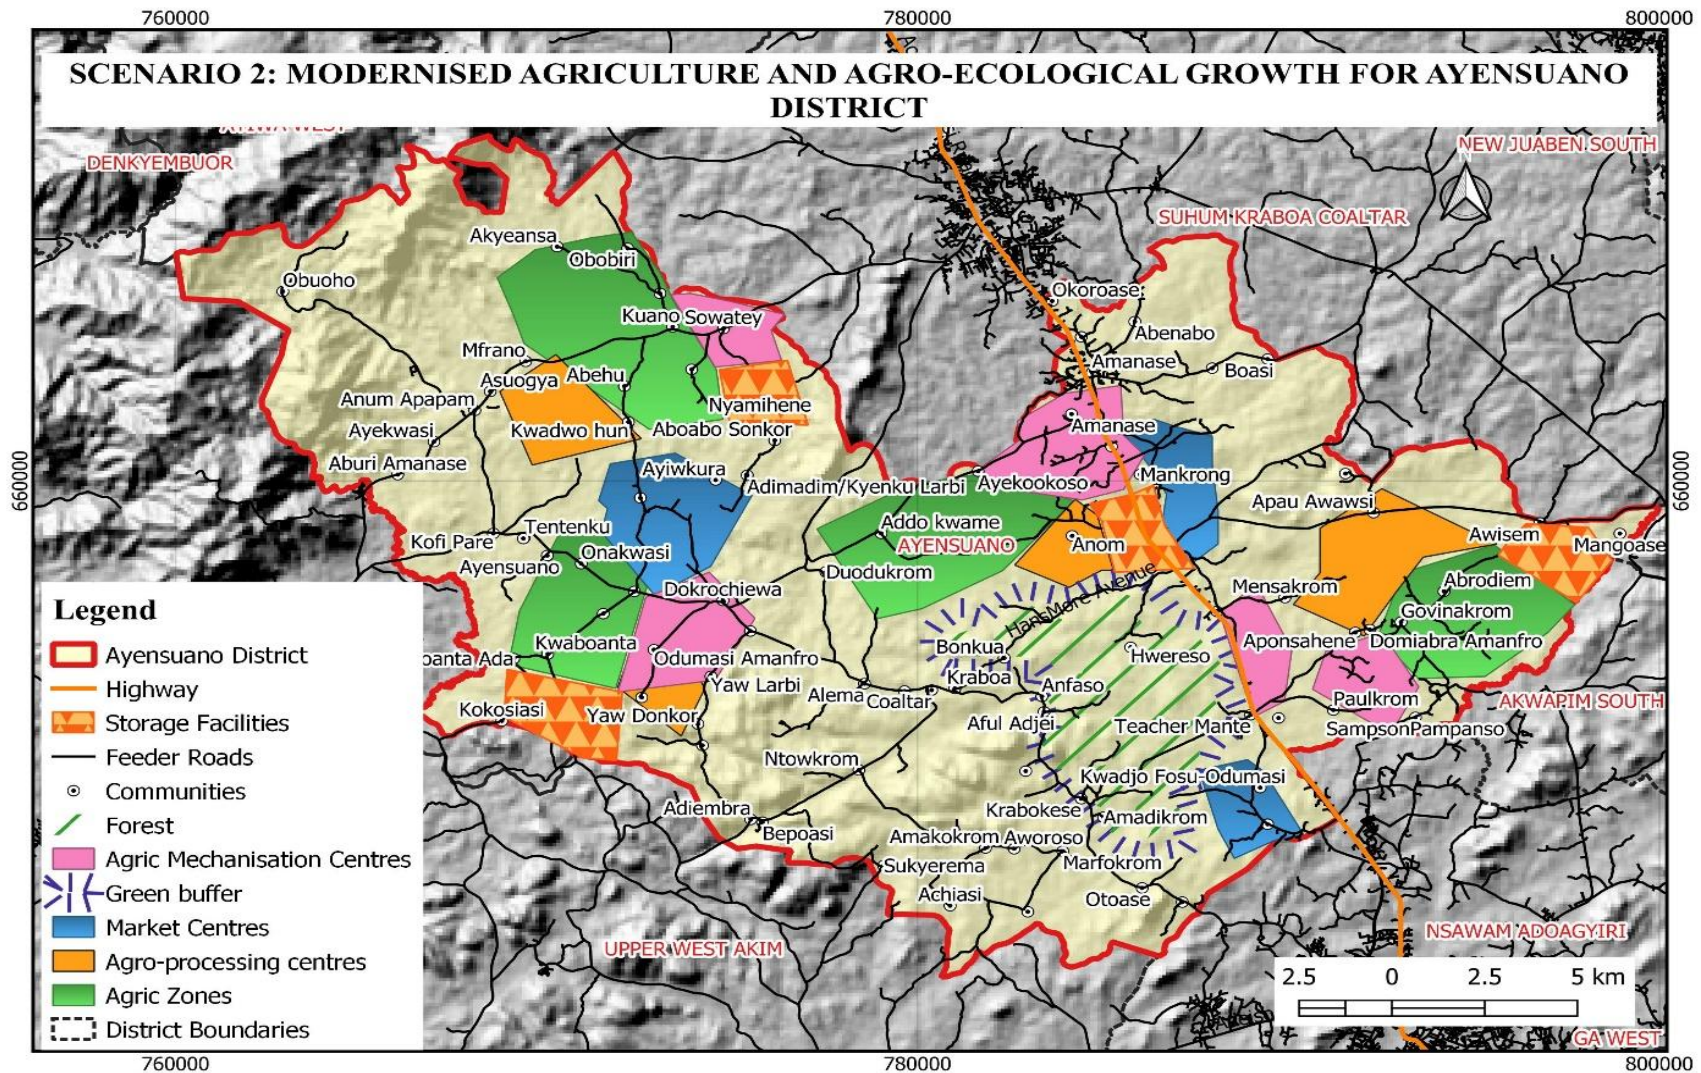 760000
780000
800000
SCENARIO 2: MODERNISED AGRICULTURE AND AGRO-ECOLOGICAL GROWTH FOR AYENSUANO
DISTRICT
DENKYEMBUOR
NEW JUABEN SOUTH
SUHUM KRABOA COALTAR
Akyeansa
Obobiri
Obuoho
Okoroase
Kuano Sowatey
Abenabo
Mfrano
Amanase
Boasi
Asuogya
Abehu
Anum Apapam
Nyamihene
Ayekwasi
Kwadwo hun
Aboabo Sonkor
Amanase
Aburi Amanase
Ayiwkura
Mankrong
660000
660000
Adimadim/Kyenku Larbi
Ayekookoso
Apau Awawsi
Tentenku
Addo kwame
Kofi Pare
Onakwasi
AYENSUANO
Anom
Awisem
Mangoase
Ayensuano
Duodukrom
Dokrochiewa
HansMore Avenue
Mensakrom
Abrodiem
Govinakrom
Kwaboanta
Bonkua
Hwereso
Aponsahene
Domiabra Amanfro
oanta Ada
Odumasi Amanfro
Yaw Larbi
Kraboa
Anfaso
Alema
Coaltar
Paulkrom
AKWAPIM SOUTH
Kokosiasi
Yaw Donkor
Aful Adjei
Teacher Mante
Sampson
Pampanso
Ntowkrom
Kwadjo Fosu
Odumasi
Adiembra
Bepoasi
Krabokese
Amadikrom
Amakokrom
Aworoso
Sukyerema
Marfokrom
Achiasi
Otoase
UPPER WEST AKIM
NSAWAM ADOAGYIRI
GA WEST
Legend
Ayensuano District
Highway
Storage Facilities
Feeder Roads
Communities
Forest
Agric Mechanisation Centres
Green buffer
Market Centres
Agro-processing centres
Agric Zones
District Boundaries
2.5 0 2.5 5 km
760000
780000
800000